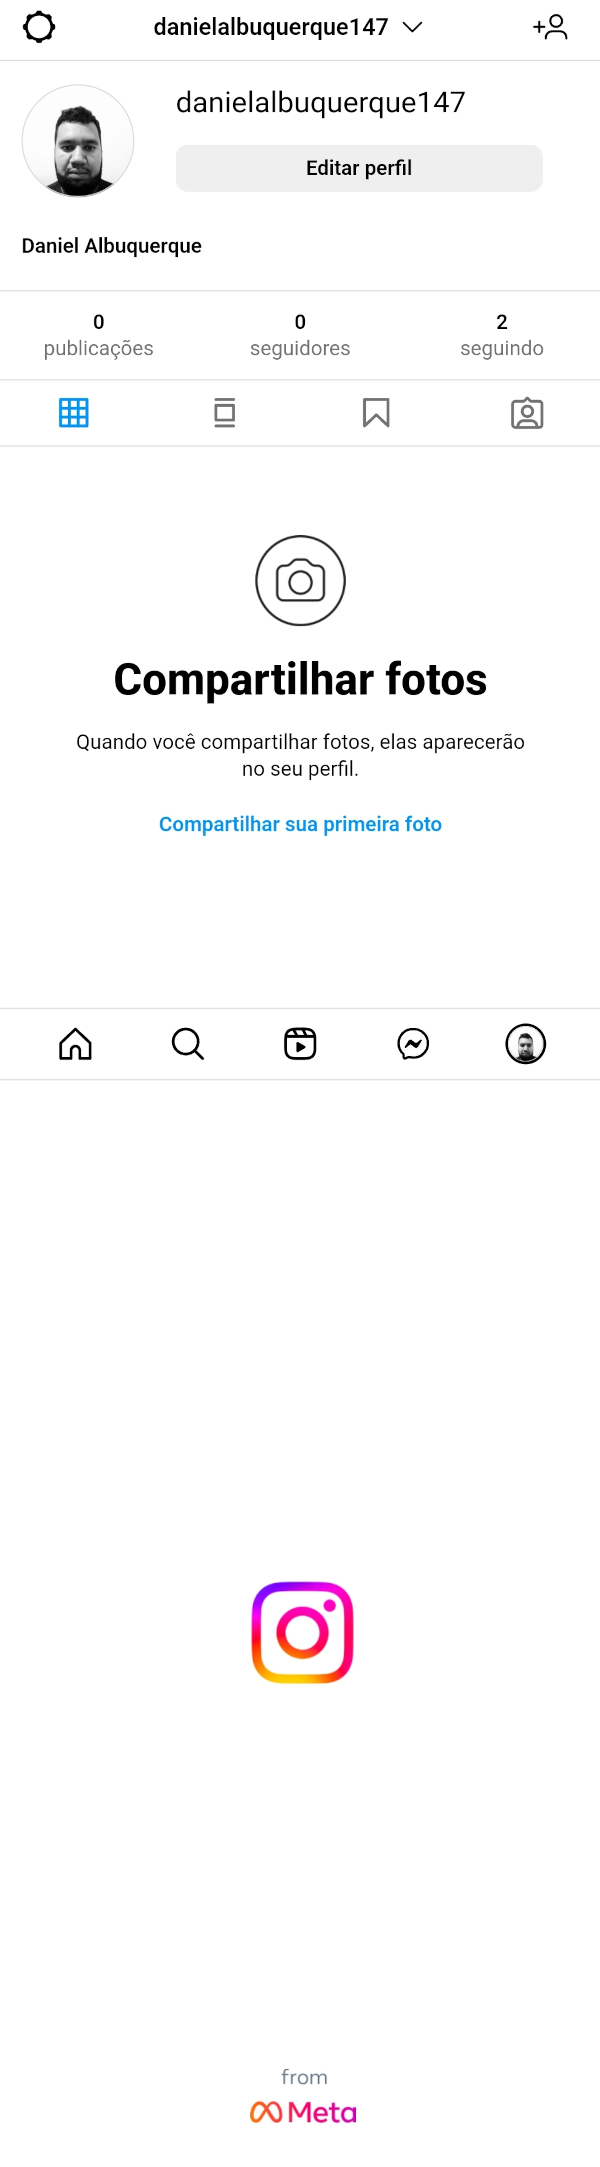 danielalbuquerque147
danielalbuquerque147
Editar perfil
Daniel Albuquerque
0 0 2
publicações seguidores seguindo
Compartilhar fotos
Quando você compartilhar fotos, elas aparecerão
no seu perfil.
Compartilhar sua primeira foto
from
Meta